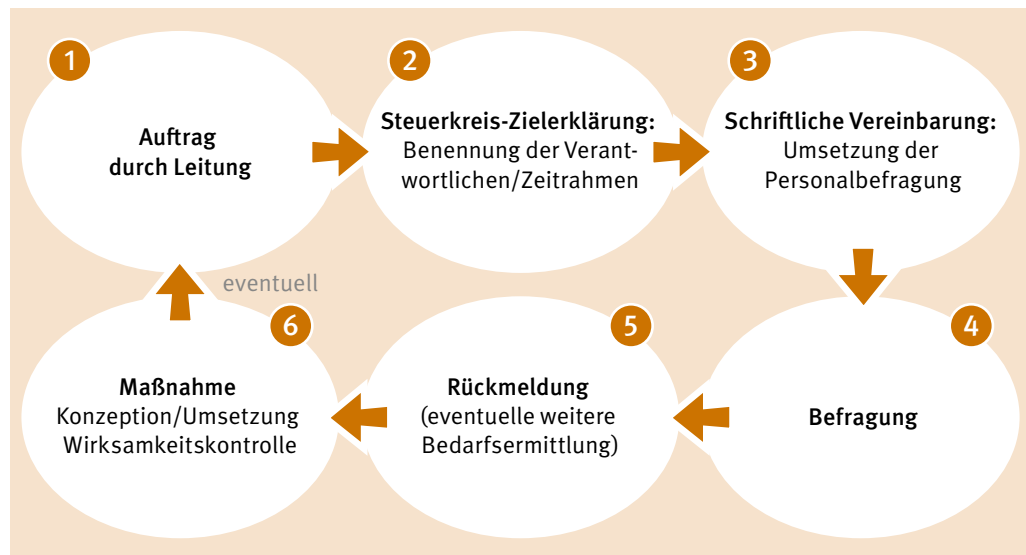 1
Auftrag
durch Leitung
2
Steuerkreis-Zielerklärung:
Benennung der Verant-
wortlichen/Zeitrahmen
3
Schriftliche Vereinbarung:
Umsetzung der
Personalbefragung
4
Befragung
5
Rückmeldung
(eventuelle weitere
Bedarfsermittlung)
6
Maßnahme
Konzeption/Umsetzung
Wirksamkeitskontrolle
eventuell